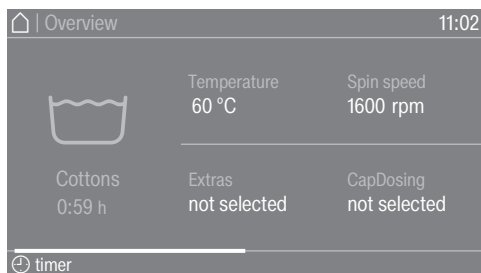 | Overview 11:02
Temperature Spin speed
60 °C 1600 rpm
Cottons Extras CapDosing
0:59 h not selected not selected
timer